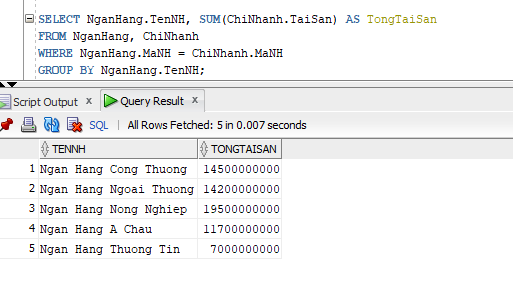 SELECT NganHang.TenNH, SUM(ChiNhanh.TaiSan) AS TongTaiSan
FROM NganHang, ChiNhanh
WHERE NganHang.MaNH = ChiNhanh.MaNH
GROUP BY NganHang.TenNH;
Script Output x Query Result x
SQL | All Rows Fetched: 5 in 0.007 seconds
TENNH TONGTAISAN
1 Ngan Hang Cong Thuong 14500000000
2 Ngan Hang Ngoai Thuong 14200000000
3 Ngan Hang Nong Nghiep 19500000000
4 Ngan Hang A Chau 11700000000
5 Ngan Hang Thuong Tin 7000000000